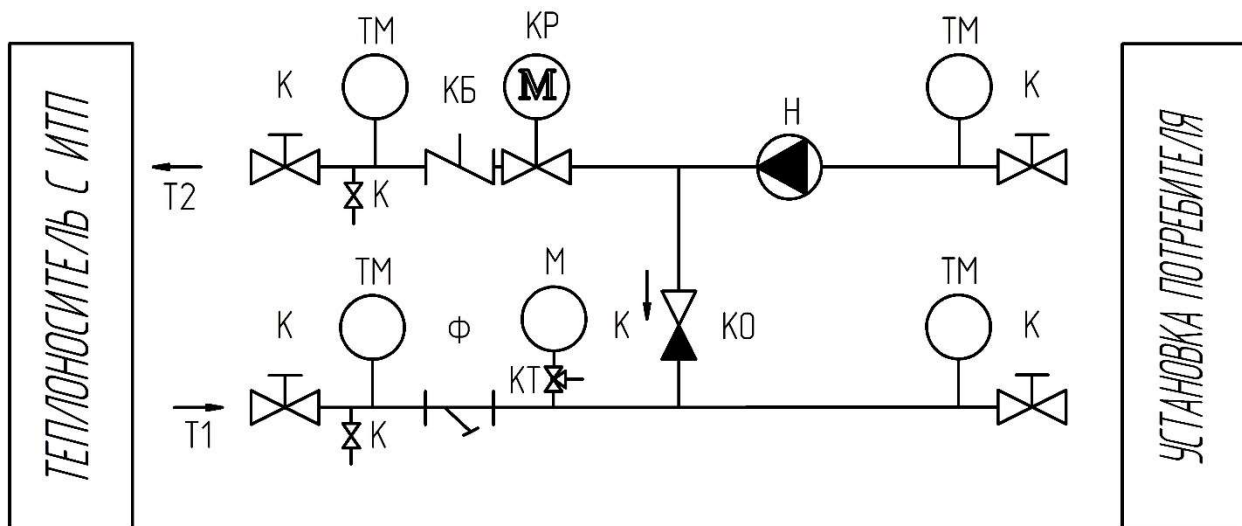 ТЕПЛОНОСИТЕЛЬ С ИТП
К
ТМ
КБ
КР
М
Н
ТМ
К
Т2
К
К
ТМ
Ф
М
К
КО
ТМ
К
КТ
Т1
К
УСТАНОВКА ПОТРЕБИТЕЛЯ